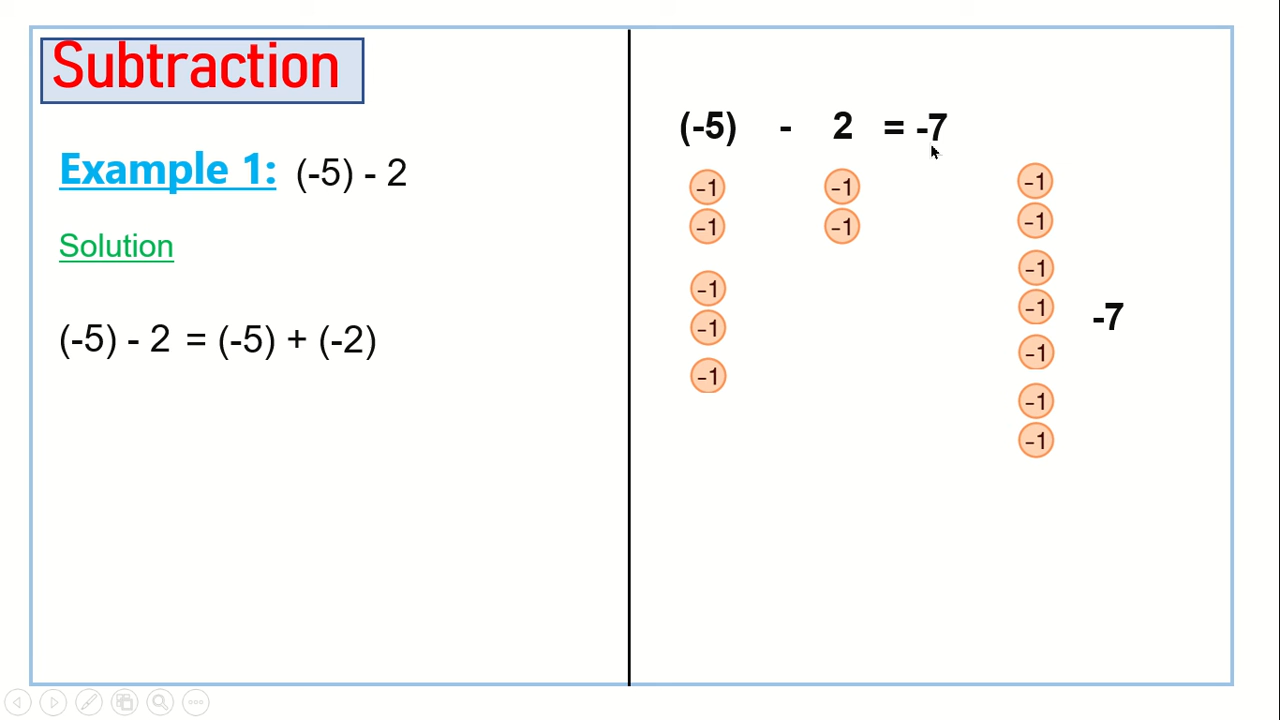 Subtraction
Example 1: (-5) - 2
Solution
(-5) - 2 = (-5) + (-2)
(-5) - 2 = -7
-1 -1
-1 -1
-1
-1
-1
-1
-1
-1
-1
-1
-1
-1
-7